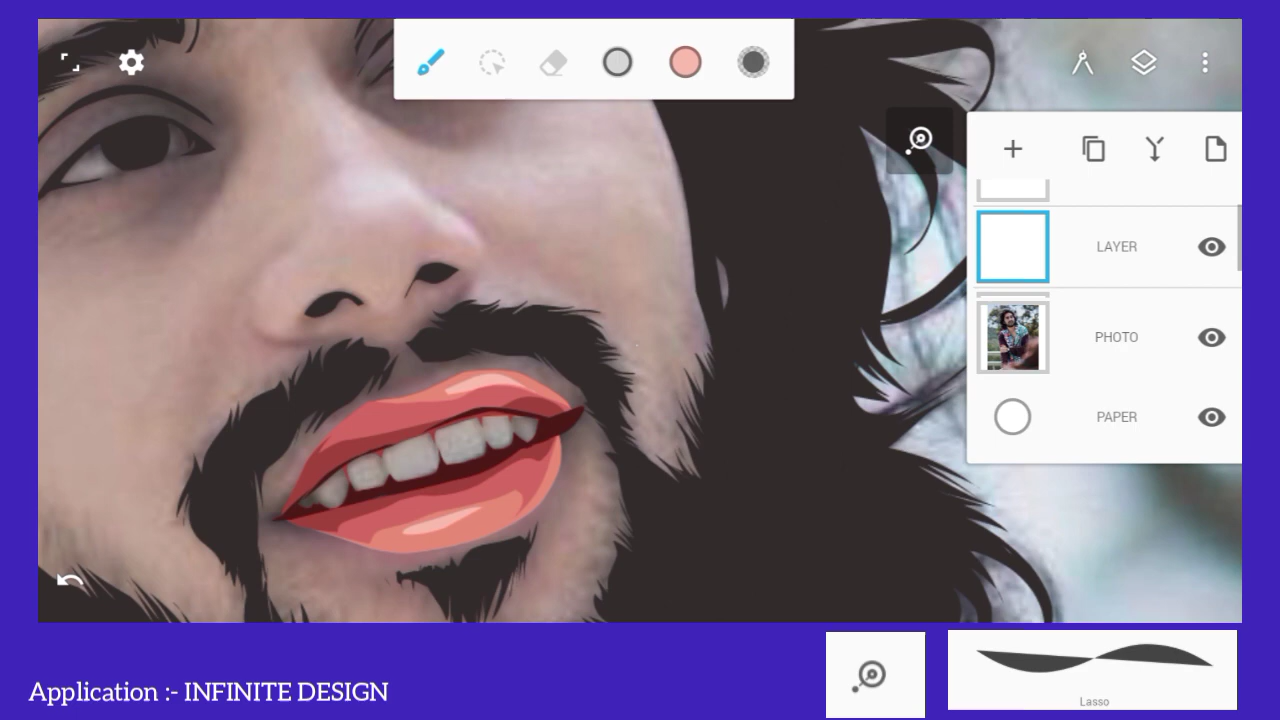 LAYER
PHOTO
PAPER
Application :- INFINITE DESIGN
Lasso